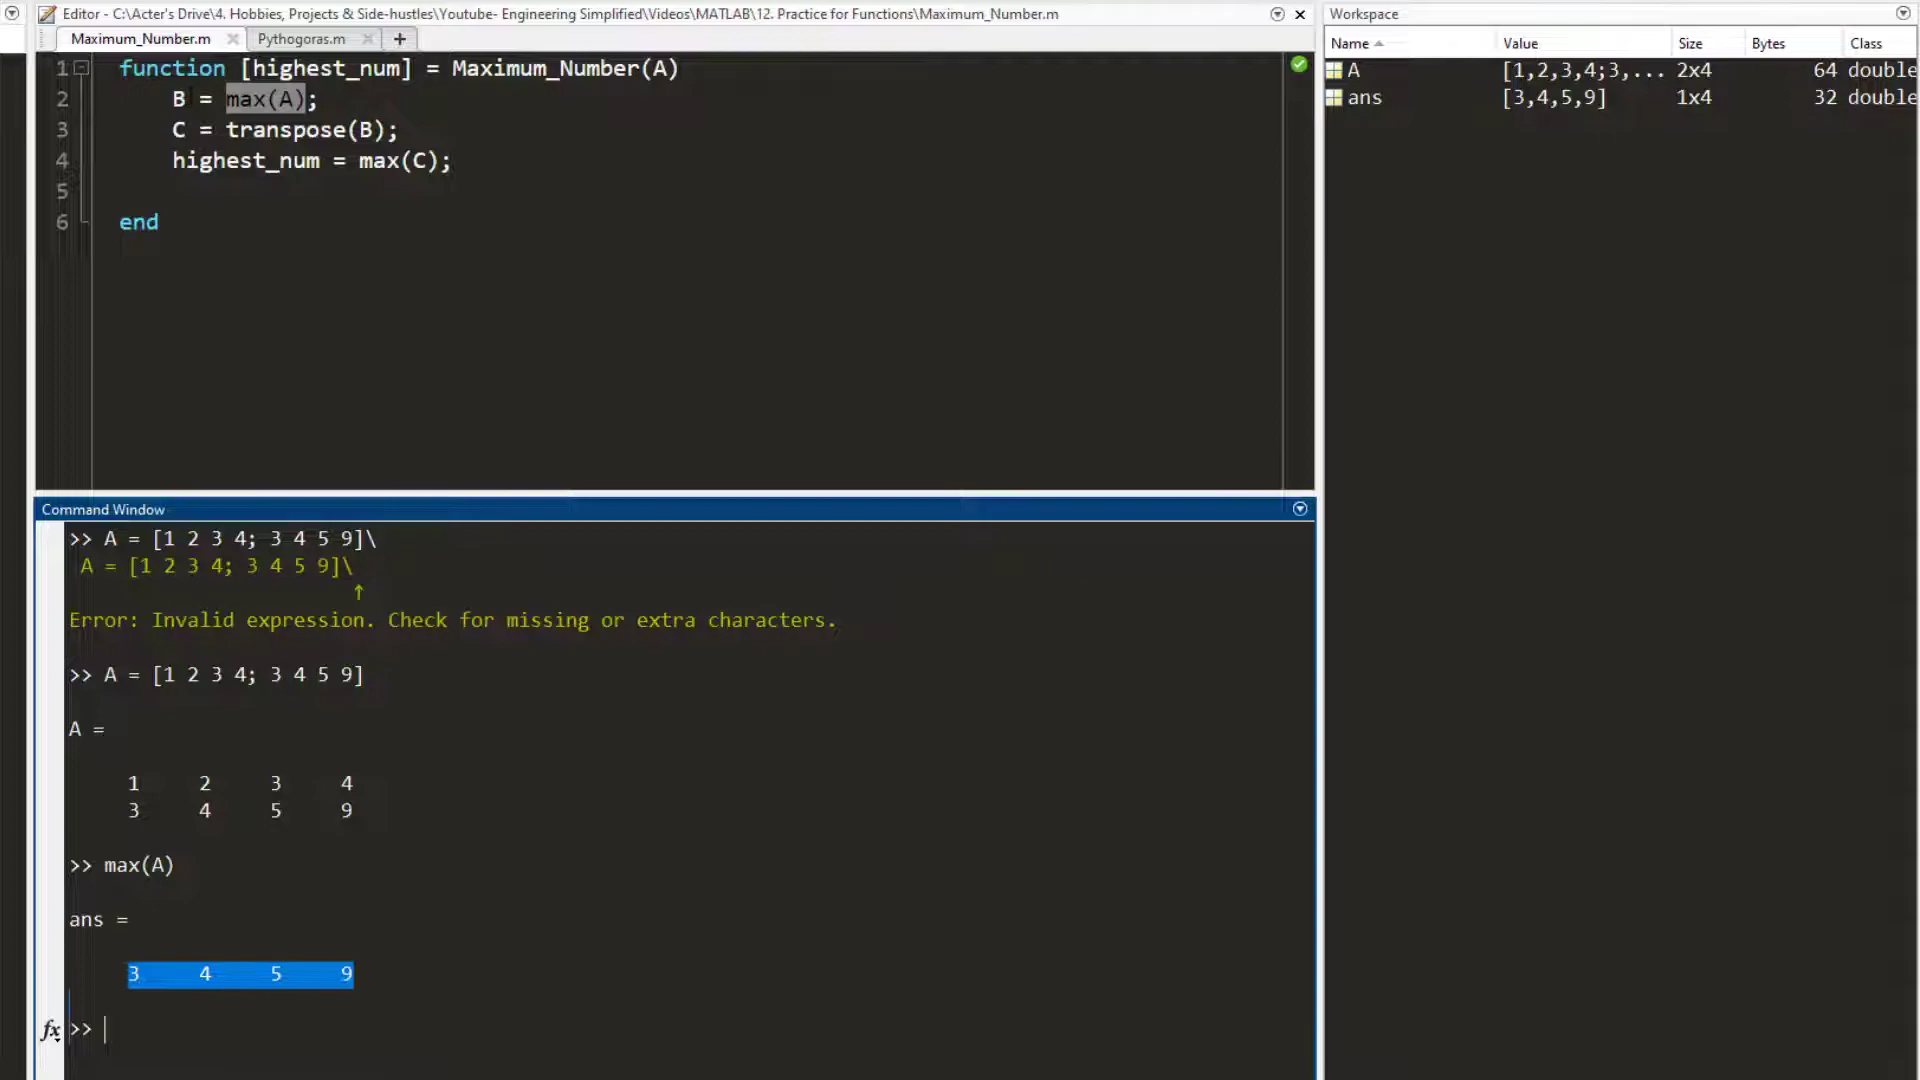 Editor - C:\Acter's Drive\4. Hobbies, Projects & Side-hustles\Youtube- Engineering Simplified\Videos\MATLAB\12. Practice for Functions\Maximum_Number.m
Maximum_Number.m
Pythogoras.m
+
1 function [highest_num] = Maximum_Number(A)
2 B = max(A);
3 C = transpose(B);
4 highest_num = max(C);
5
6 end
Command Window
>> A = [1 2 3 4; 3 4 5 9]\
A = [1 2 3 4; 3 4 5 9]\
↑
Error: Invalid expression. Check for missing or extra characters.
>> A = [1 2 3 4; 3 4 5 9]
A =
1 2 3 4
3 4 5 9
>> max(A)
ans =
3 4 5 9
fx >>
Workspace
Name Value Size Bytes Class
A [1,2,3,4;3,... 2x4 64 double
ans [3,4,5,9] 1x4 32 double